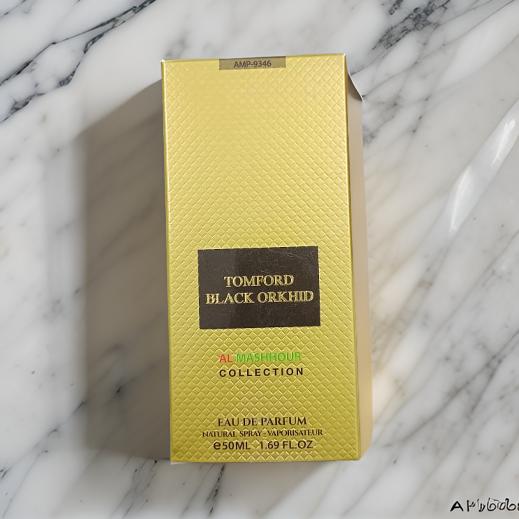 AMP-9346
TOMFORD
BLACK ORKHID
AL MASHHOUR
COLLECTION
EAU DE PARFUM
NATURAL SPRAY - VAPORISATEUR
e50ML 1.69 FL.OZ